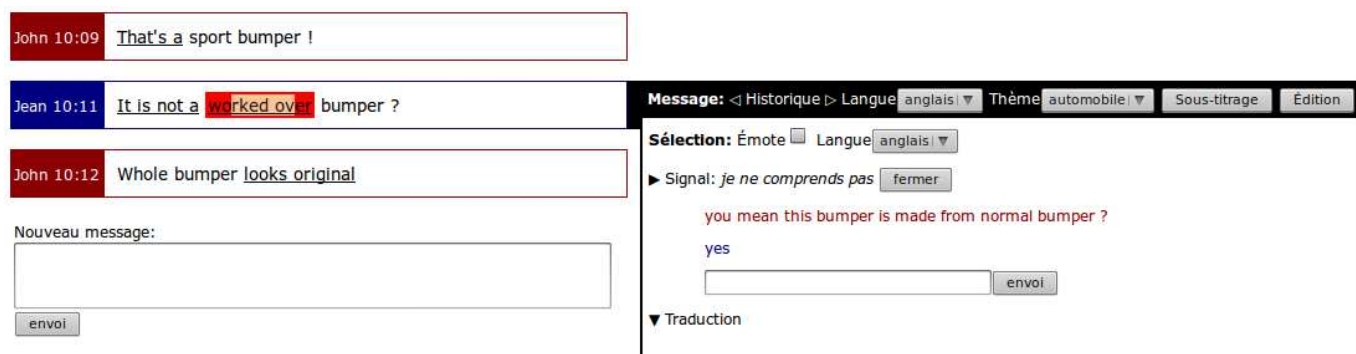 John 10:09 That's a sport bumper !
Jean 10:11 It is not a worked over bumper ?
John 10:12 Whole bumper looks original
Nouveau message:
envoi
Message: ◁ Historique ▷ Langue anglais ▼ Thème automobile ▼ Sous-titrage Édition
Sélection: Émote Langue anglais ▼
▶ Signal: je ne comprends pas fermer
you mean this bumper is made from normal bumper ?
yes
envoi
▼ Traduction